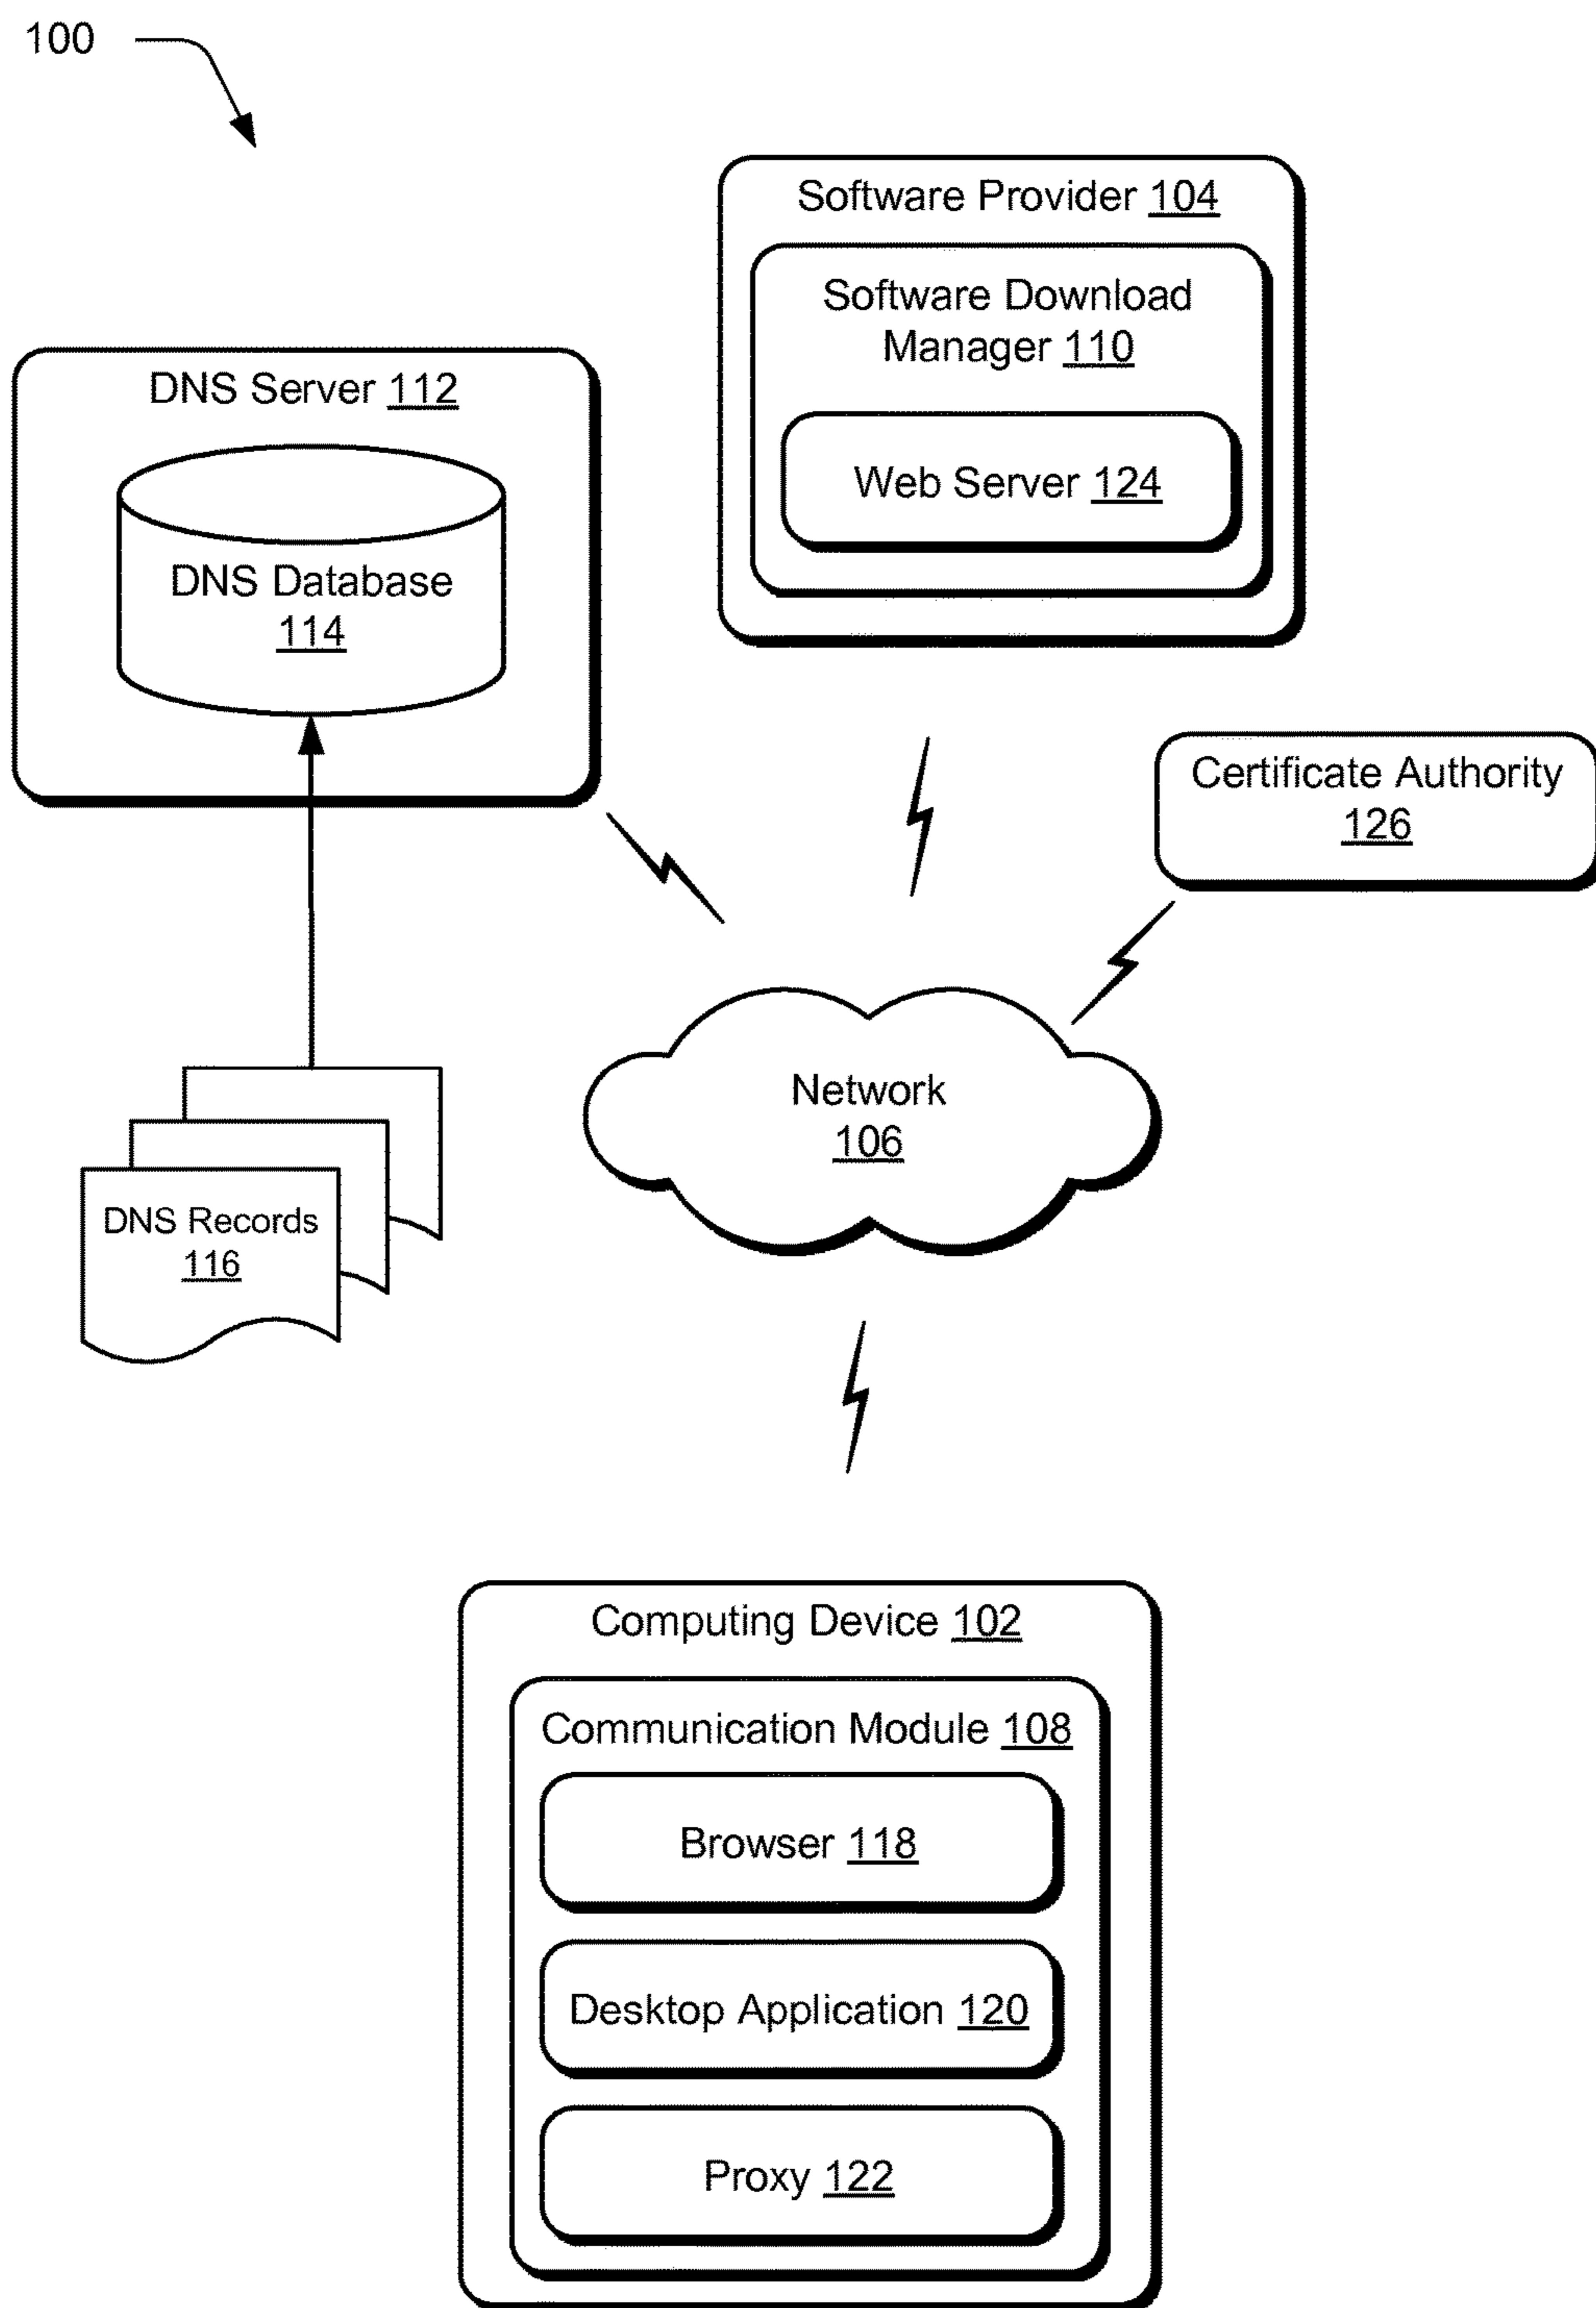 100
Software Provider 104
Software Download
Manager 110
Web Server 124
DNS Server 112
DNS Database
114
Certificate Authority
126
Network
106
DNS Records
116
Computing Device 102
Communication Module 108
Browser 118
Desktop Application 120
Proxy 122